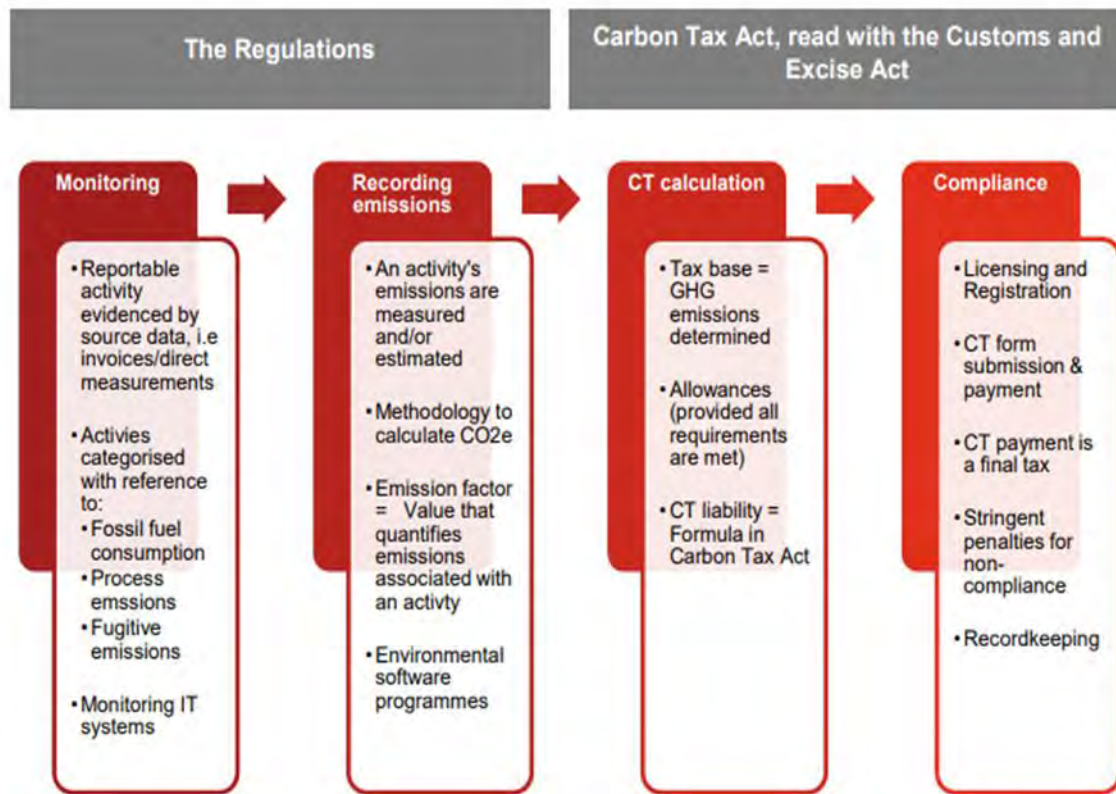 The Regulations
Carbon Tax Act, read with the Customs and
Excise Act
Monitoring
• Reportable
activity
evidenced by
source data, i.e
invoices/direct
measurements
• Activies
categorised with
reference to:
• Fossil fuel
consumption
• Process
emssions
• Fugitive
emissions
• Monitoring IT
systems
Recording
emissions
• An activity's
emissions are
measured
and/or
estimated
• Methodology to
calculate CO2e
• Emission factor
= Value that
quantifies
emissions
associated with
an activty
• Environmental
software
programmes
CT calculation
• Tax base =
GHG
emissions
determined
• Allowances
(provided all
requirements
are met)
• CT liability =
Formula in
Carbon Tax Act
Compliance
• Licensing and
Registration
• CT form
submission &
payment
• CT payment is
a final tax
• Stringent
penalties for
non-
compliance
• Recordkeeping